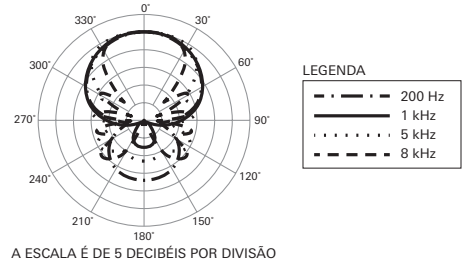 0˚
330˚
30˚
300˚
60˚
270˚
90˚
240˚
120˚
210˚
150˚
180˚
A ESCALA É DE 5 DECIBÉIS POR DIVISÃO
LEGENDA
200 Hz
1 kHz
5 kHz
8 kHz